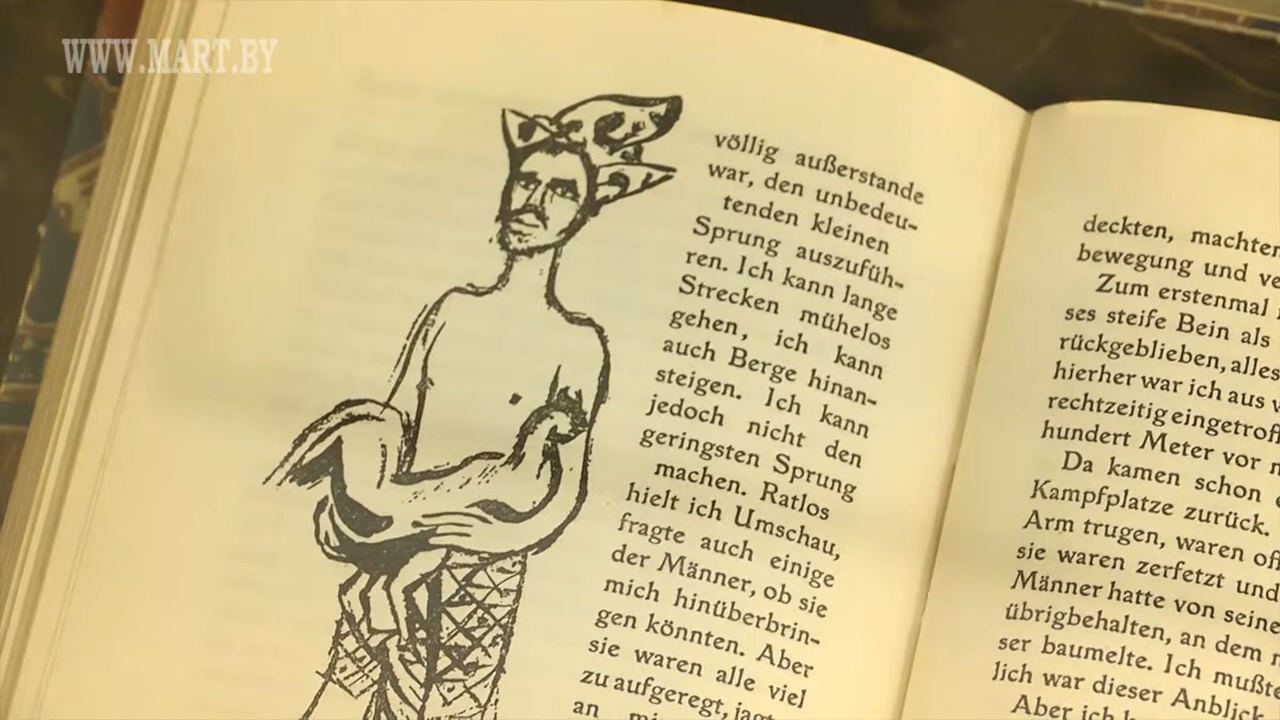 WWW.MART.BY
völlig außerstande
war, den unbedeu-
tenden kleinen
Sprung auszufüh-
ren. Ich kann lange
Strecken mühelos
gehen, ich kann
auch Berge hinan-
steigen. Ich kann
jedoch nicht den
geringsten Sprung
machen. Ratlos
hielt ich Umschau,
fragte auch einige
der Männer, ob sie
mich hinüberbrin-
gen könnten. Aber
sie waren alle viel
zu aufgeregt, jagt
an
deckten, machten
bewegung und
Zum erstenmal
ses steife Bein als
rückgeblieben, alles
hierher war ich aus
rechtzeitig eingetroff
hundert Meter vor
Da kamen schon
Kampfplatze zurück.
Arm trugen, waren
sie waren zerfetzt und
Männer hatte von seine
übrigbehalten, an dem
ser baumelte. Ich mußte
lich war dieser Anblick
Aber ich